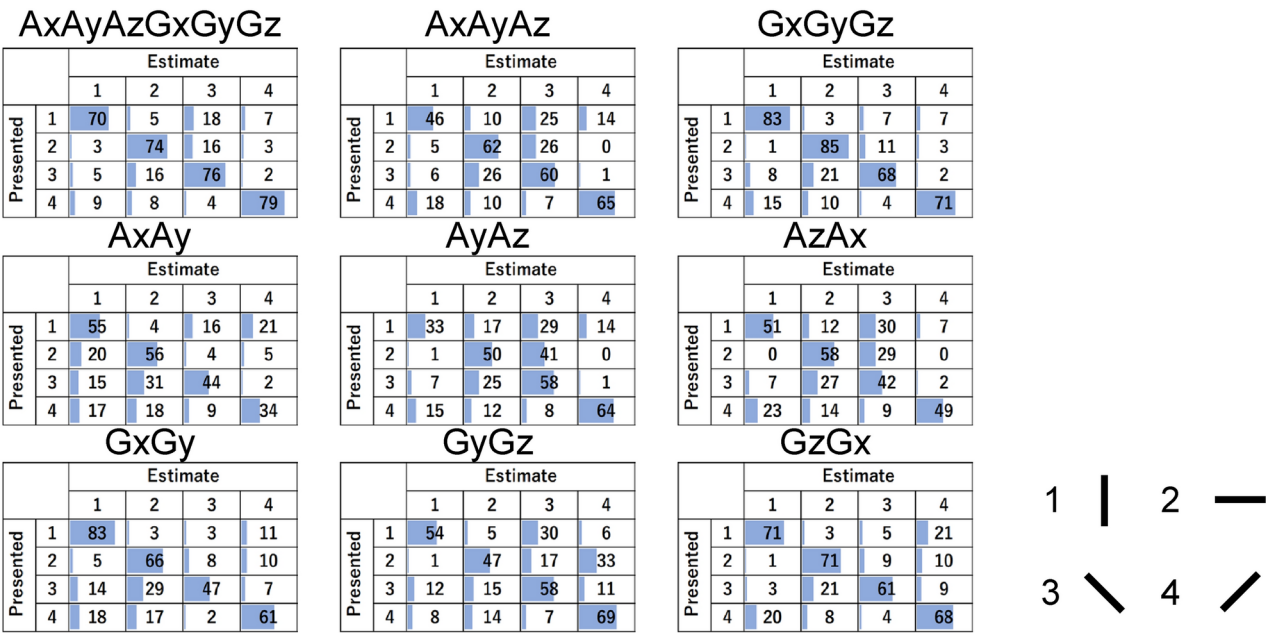 AxAyAzGxGyGz AxAyAz GxGyGz
Estimate Estimate Estimate
1 2 3 4 1 2 3 4 1 2 3 4
Presented Presented Presented
1 70 5 18 7 1 46 10 25 14 1 83 3 7 7
2 3 74 16 3 2 5 62 26 0 2 1 85 11 3
3 5 16 76 2 3 6 26 60 1 3 8 21 68 2
4 9 8 4 79 4 18 10 7 65 4 15 10 4 71
AxAy AyAz AzAx
Estimate Estimate Estimate
1 2 3 4 1 2 3 4 1 2 3 4
Presented Presented Presented
1 55 4 16 21 1 33 17 29 14 1 51 12 30 7
2 20 56 4 5 2 1 50 41 0 2 0 58 29 0
3 15 31 44 2 3 7 25 58 1 3 7 27 42 2
4 17 18 9 34 4 15 12 8 64 4 23 14 9 49
GxGy GyGz GzGx
Estimate Estimate Estimate
1 2 3 4 1 2 3 4 1 2 3 4
Presented Presented Presented
1 83 3 3 11 1 54 5 30 6 1 71 3 5 21
2 5 66 8 10 2 1 47 17 33 2 1 71 9 10
3 14 29 47 7 3 12 15 58 11 3 3 21 61 9
4 18 17 2 61 4 8 14 7 69 4 20 8 4 68
1 2
3 4